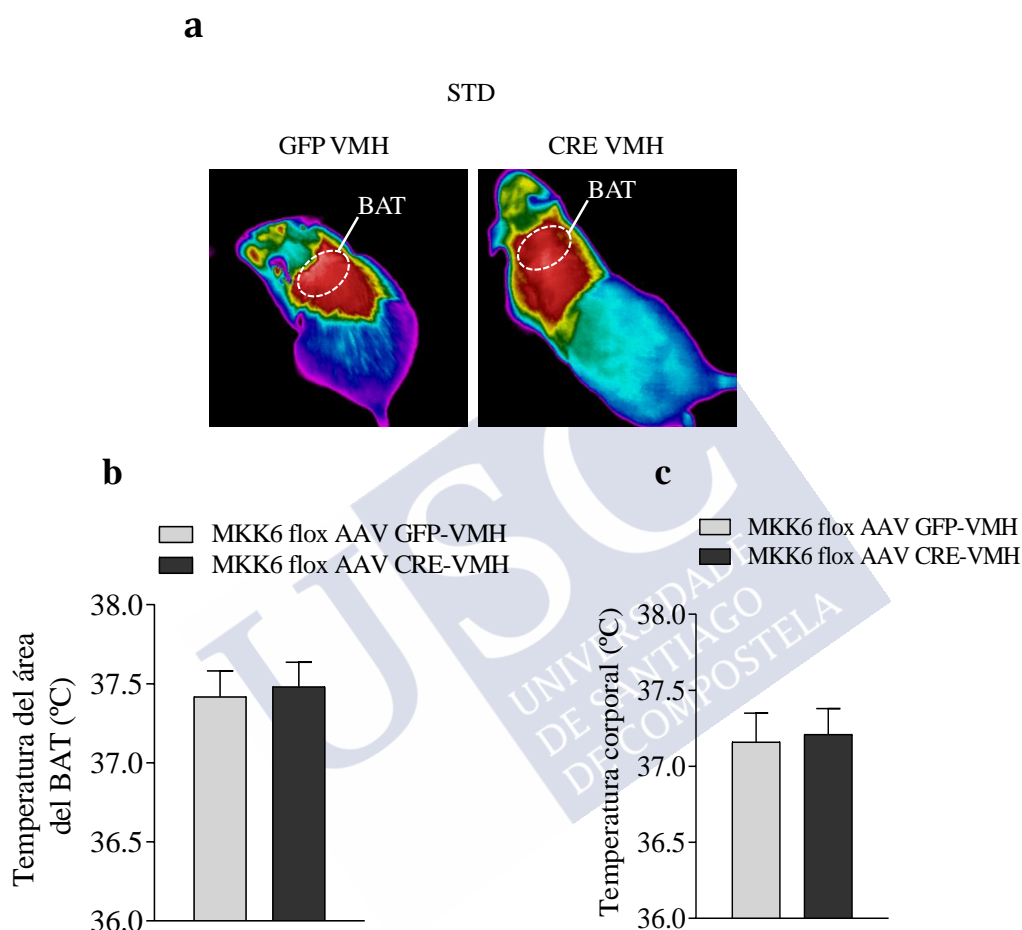 a
STD
GFP VMH
CRE VMH
BAT
BAT
b
c
MKK6 flox AAV GFP-VMH
MKK6 flox AAV CRE-VMH
MKK6 flox AAV GFP-VMH
MKK6 flox AAV CRE-VMH
Temperatura del área
del BAT (ºC)
38.0
37.5
37.0
36.5
36.0
Temperatura corporal (ºC)
38.0
37.5
37.0
36.5
36.0
USC
UNIVERSIDADE
DE SANTIAGO
DE COMPOSTELA